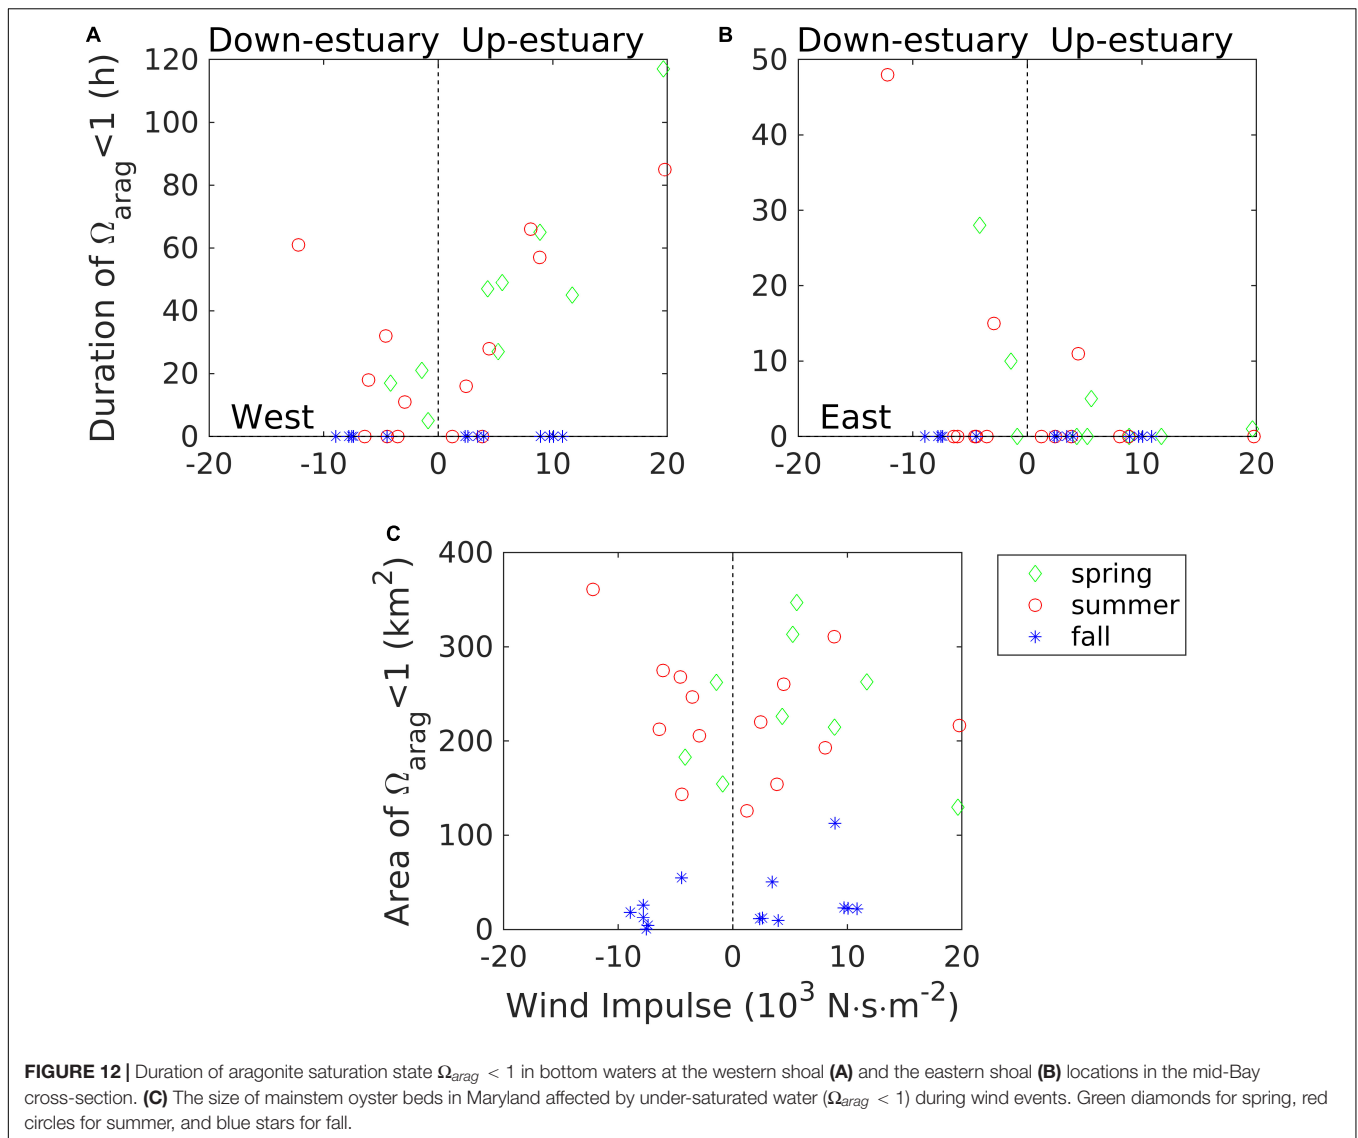 A Down-estuary Up-estuary
Duration of Ωarag<1 (h)
120
100
80
60
40
20
0
West
-20 -10 0 10 20
B Down-estuary Up-estuary
50
40
30
20
10
0
East
-20 -10 0 10 20
C
Area of Ωarag<1 (km²)
400
300
200
100
0
-20 -10 0 10 20
Wind Impulse (10³ N·s·m⁻²)
spring
summer
fall
FIGURE 12 | Duration of aragonite saturation state Ωarag < 1 in bottom waters at the western shoal (A) and the eastern shoal (B) locations in the mid-Bay
cross-section. (C) The size of mainstem oyster beds in Maryland affected by under-saturated water (Ωarag < 1) during wind events. Green diamonds for spring, red
circles for summer, and blue stars for fall.